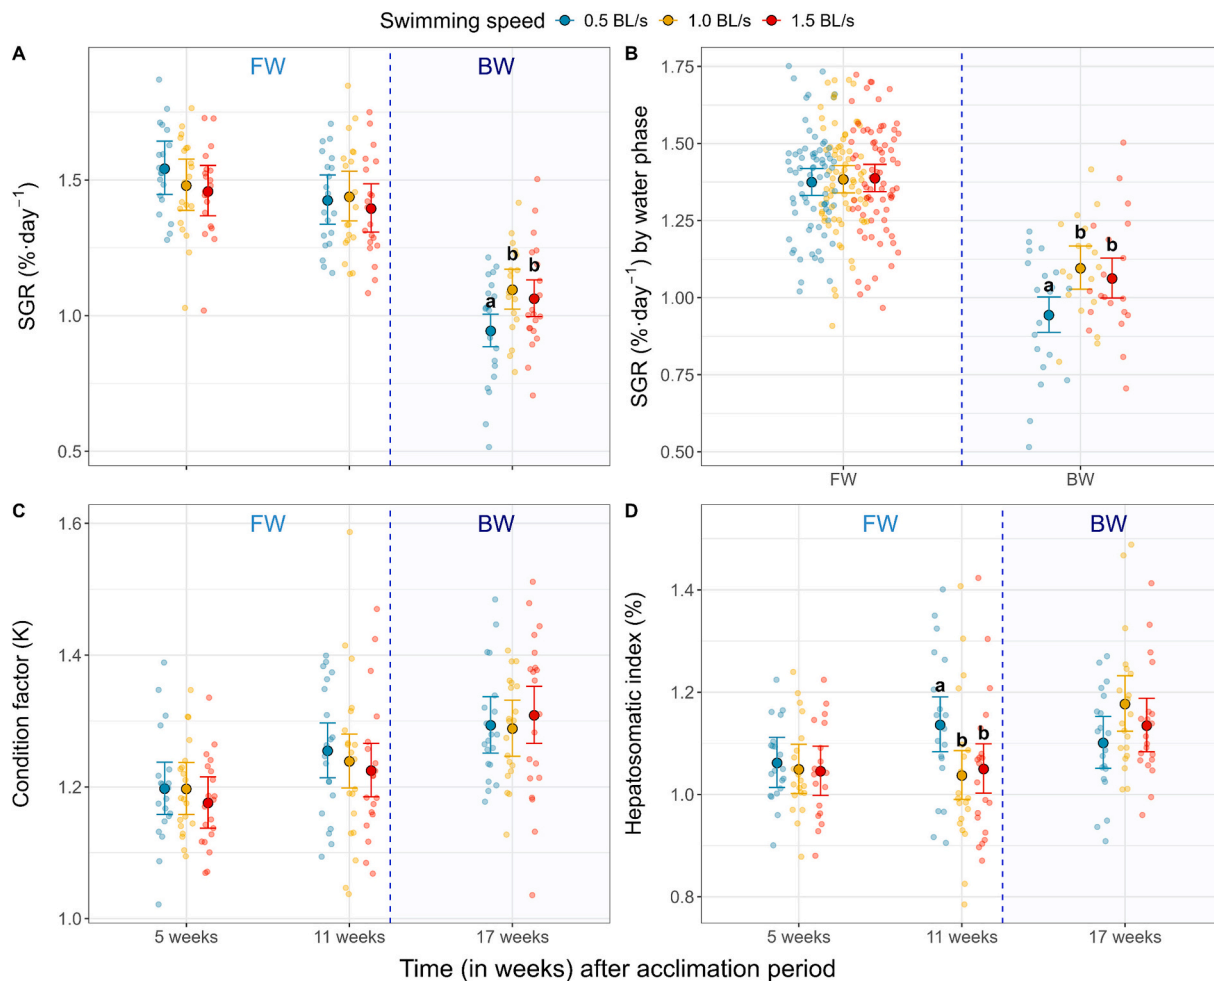 Swimming speed 0.5 BL/s 1.0 BL/s 1.5 BL/s
A
FW BW
SGR (%·day⁻¹)
1.5
1.0
0.5
a b b
B
SGR (%·day⁻¹) by water phase
1.75
1.50
1.25
1.00
0.75
0.50
a b b
FW BW
C
FW BW
Condition factor (K)
1.6
1.4
1.2
1.0
5 weeks 11 weeks 17 weeks
D
FW BW
Hepatosomatic index (%)
1.4
1.2
1.0
0.8
a b b
5 weeks 11 weeks 17 weeks
Time (in weeks) after acclimation period